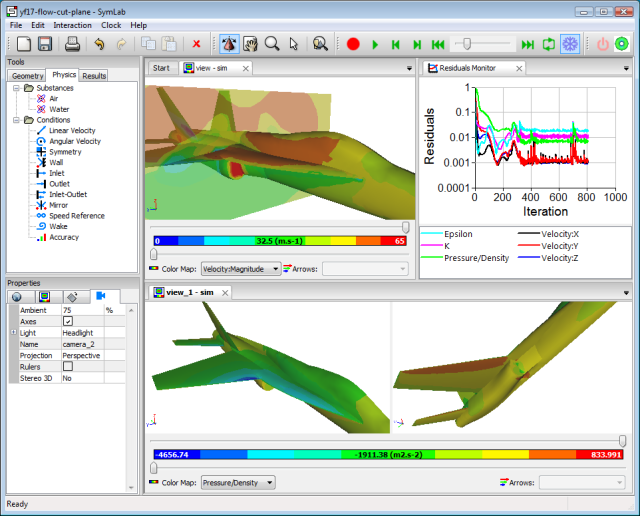 yf17-flow-cut-plane - SymLab
File Edit Interaction Clock Help
Tools
Geometry Physics Results
Substances
Air
Water
Conditions
Linear Velocity
Angular Velocity
Symmetry
Wall
Inlet
Outlet
Inlet-Outlet
Mirror
Speed Reference
Wake
Accuracy
Properties
Ambient 75 %
Axes
Light Headlight
Name camera_2
Projection Perspective
Rulers
Stereo 3D No
Start view - sim
0 32.5 (m.s-1) 65
Color Map: Velocity:Magnitude Arrows:
Residuals Monitor
Residuals
1
0.1
0.01
0.001
0.0001
0 200 400 600 800
Iteration
Epsilon Velocity:X
K Velocity:Y
Pressure/Density Velocity:Z
view_1 - sim
-4656.74 -1911.38 (m2.s-2) 833.991
Color Map: Pressure/Density Arrows:
Ready